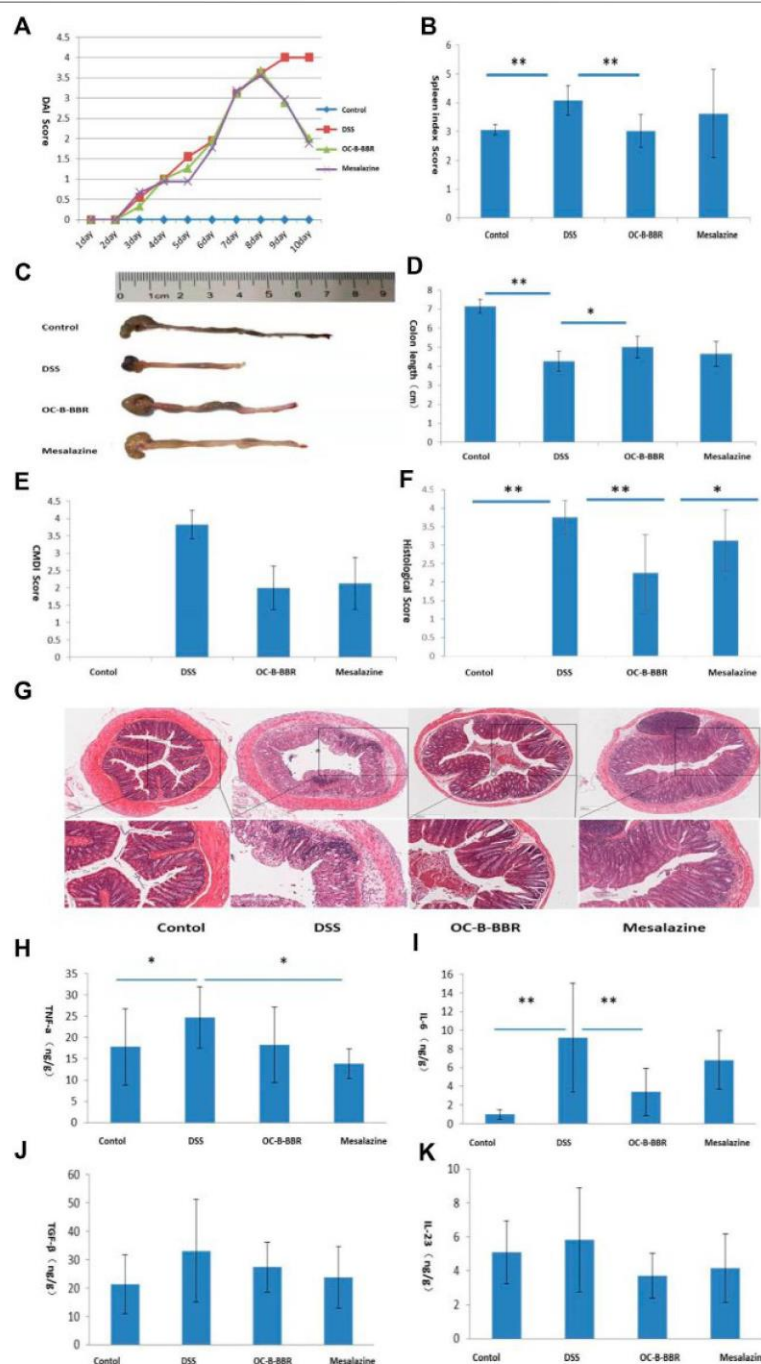 A
DAI Score
4.5
4
3.5
3
2.5
2
1.5
1
0.5
0
1day 2day 3day 4day 5day 6day 7day 8day 9day 10day
Control
DSS
OC-B-BBR
Mesalazine
B
Spleen index Score
6
5
4
3
2
1
0
** **
Contol DSS OC-B-BBR Mesalazine
C
0 1cm 2 3 4 5 6 7 8 9
Control
DSS
OC-B-BBR
Mesalazine
D
Colon length (cm)
8
7
6
5
4
3
2
1
0
** *
Contol DSS OC-B-BBR Mesalazine
E
CMDI Score
4.5
4
3.5
3
2.5
2
1.5
1
0.5
0
Contol DSS OC-B-BBR Mesalazine
F
Histological Score
4.5
4
3.5
3
2.5
2
1.5
1
0.5
0
** ** *
Contol DSS OC-B-BBR Mesalazine
G
Contol DSS OC-B-BBR Mesalazine
H
TNF-a (ng/g)
35
30
25
20
15
10
5
0
* *
Contol DSS OC-B-BBR Mesalazine
I
IL-6 (ng/g)
16
14
12
10
8
6
4
2
0
** **
Contol DSS OC-B-BBR Mesalazine
J
TGF-β (ng/g)
60
50
40
30
20
10
0
Contol DSS OC-B-BBR Mesalazine
K
IL-23 (ng/g)
10
8
6
4
2
0
Contol DSS OC-B-BBR Mesalazine